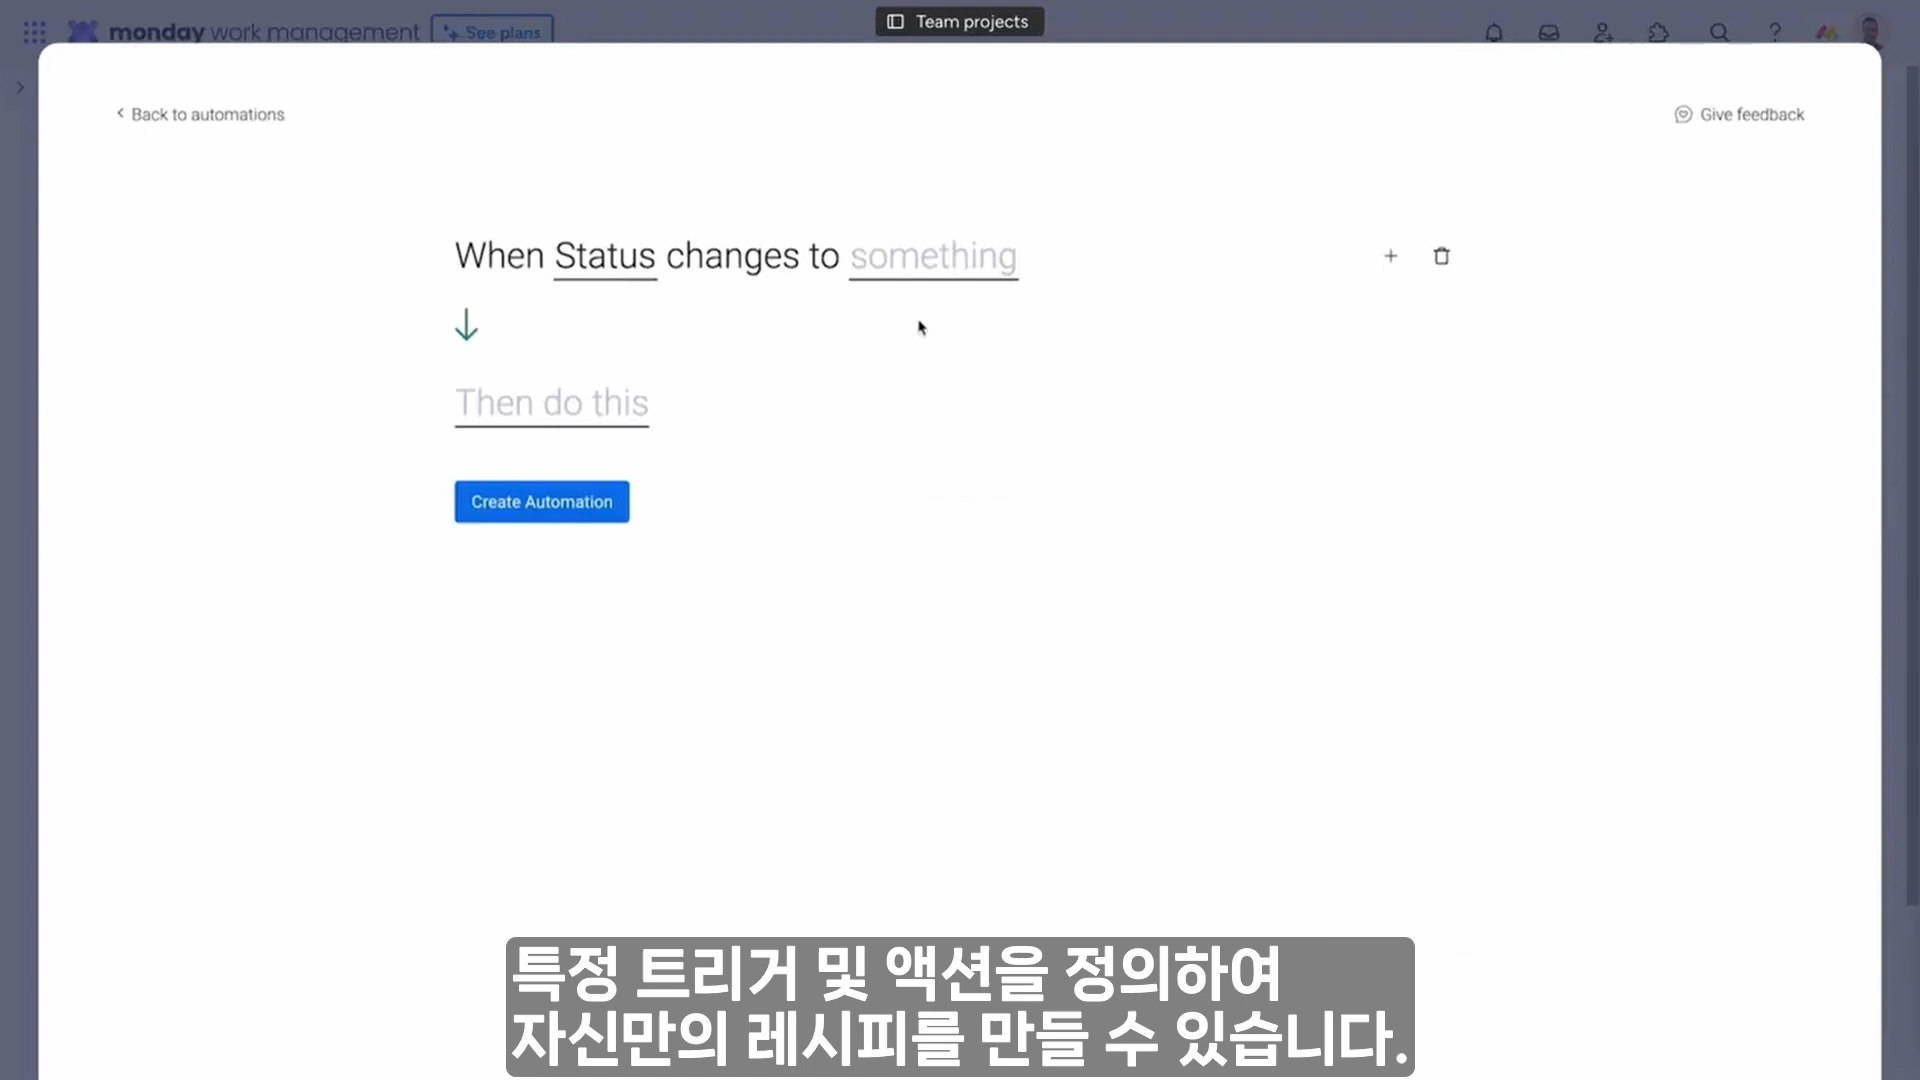 monday work management
See plans
Team projects
Back to automations
Give feedback
When Status changes to something
Then do this
Create Automation
특정 트리거 및 액션을 정의하여
자신만의 레시피를 만들 수 있습니다.